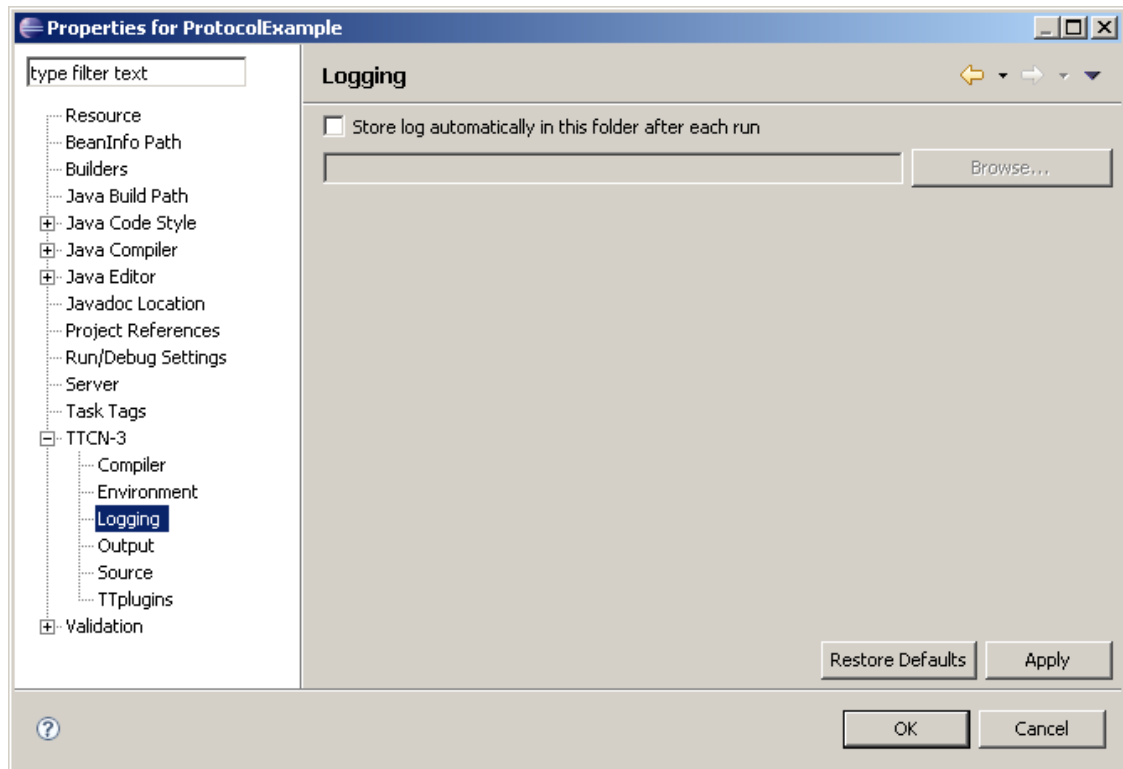 Properties for ProtocolExample
type filter text
Resource
BeanInfo Path
Builders
Java Build Path
Java Code Style
Java Compiler
Java Editor
Javadoc Location
Project References
Run/Debug Settings
Server
Task Tags
TTCN-3
Compiler
Environment
Logging
Output
Source
TTplugins
Validation
Logging
Store log automatically in this folder after each run
Browse...
Restore Defaults
Apply
OK
Cancel